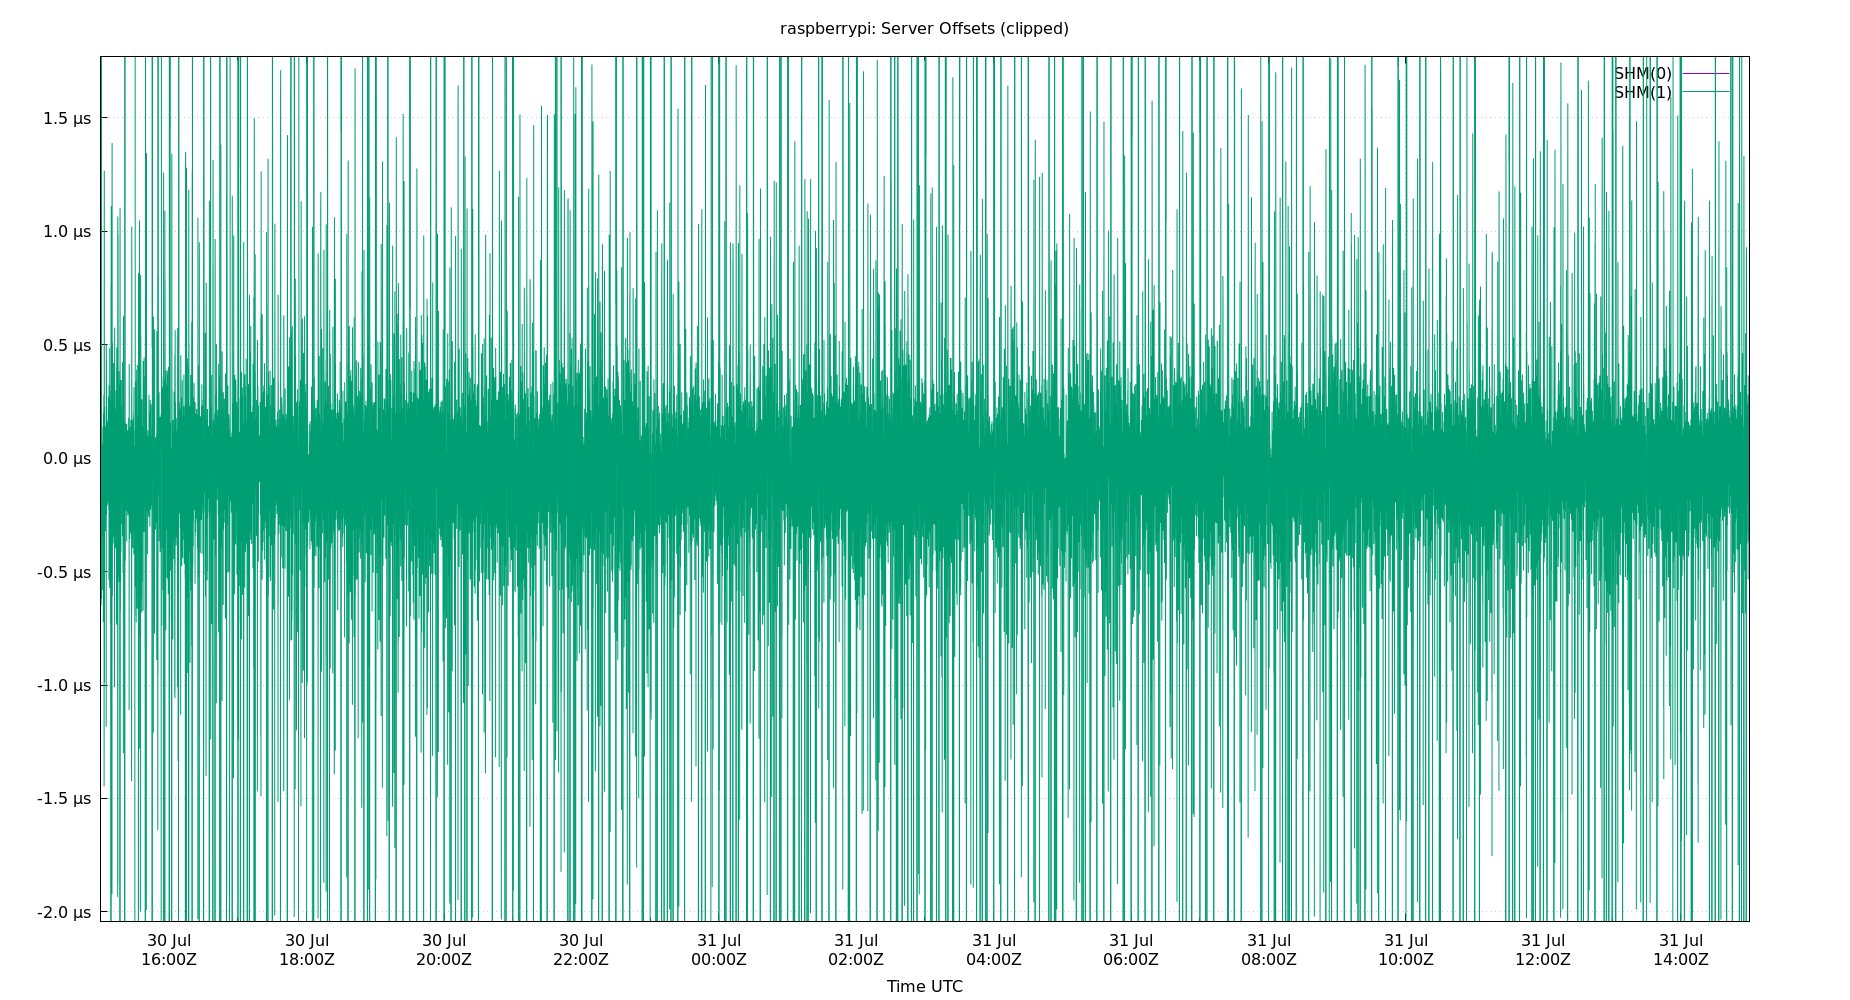 raspberrypi: Server Offsets (clipped)
SHM(0)
SHM(1)
1.5 µs
1.0 µs
0.5 µs
0.0 µs
-0.5 µs
-1.0 µs
-1.5 µs
-2.0 µs
30 Jul 30 Jul 30 Jul 30 Jul 31 Jul 31 Jul 31 Jul 31 Jul 31 Jul 31 Jul 31 Jul 31 Jul
16:00Z 18:00Z 20:00Z 22:00Z 00:00Z 02:00Z 04:00Z 06:00Z 08:00Z 10:00Z 12:00Z 14:00Z
Time UTC